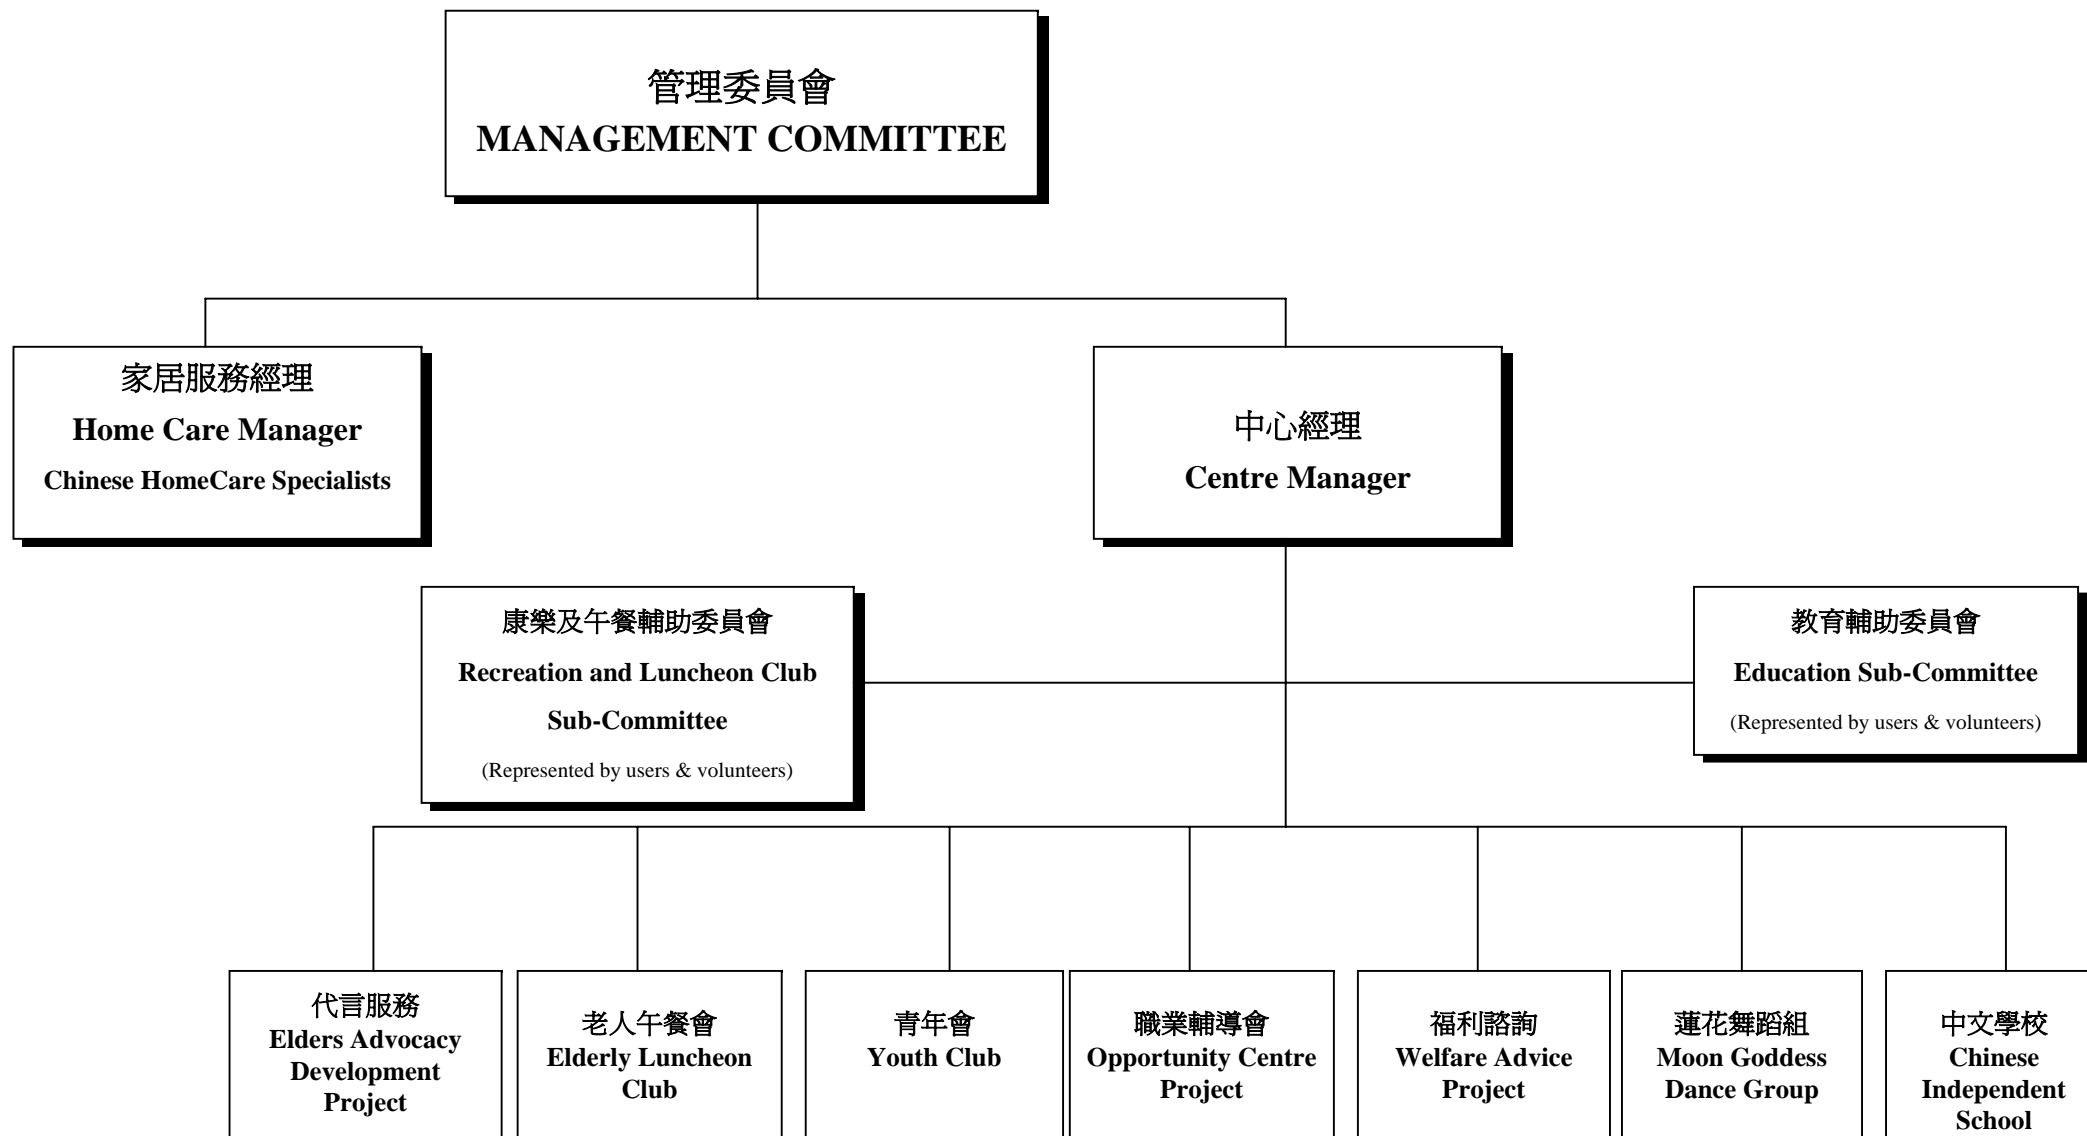 管理委員會
MANAGEMENT COMMITTEE
家居服務經理
Home Care Manager
Chinese HomeCare Specialists
中心經理
Centre Manager
康樂及午餐輔助委員會
Recreation and Luncheon Club
Sub-Committee
(Represented by users & volunteers)
教育輔助委員會
Education Sub-Committee
(Represented by users & volunteers)
代言服務
Elders Advocacy
Development
Project
老人午餐會
Elderly Luncheon
Club
青年會
Youth Club
職業輔導會
Opportunity Centre
Project
福利諮詢
Welfare Advice
Project
蓮花舞蹈組
Moon Goddess
Dance Group
中文學校
Chinese
Independent
School